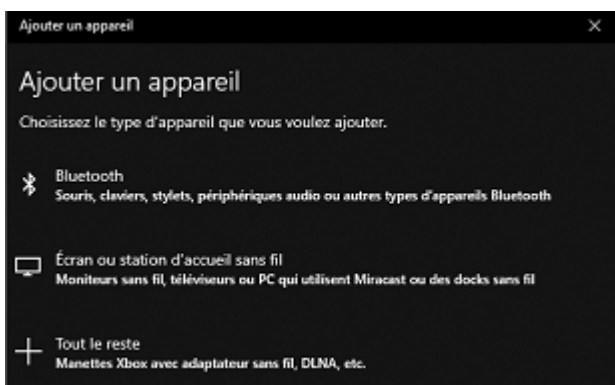 Ajouter un appareil
Ajouter un appareil
Choisissez le type d'appareil que vous voulez ajouter.
Bluetooth
Souris, claviers, stylets, périphériques audio ou autres types d'appareils Bluetooth
Écran ou station d'accueil sans fil
Moniteurs sans fil, téléviseurs ou PC qui utilisent Miracast ou des docks sans fil
Tout le reste
Manettes Xbox avec adaptateur sans fil, DLNA, etc.